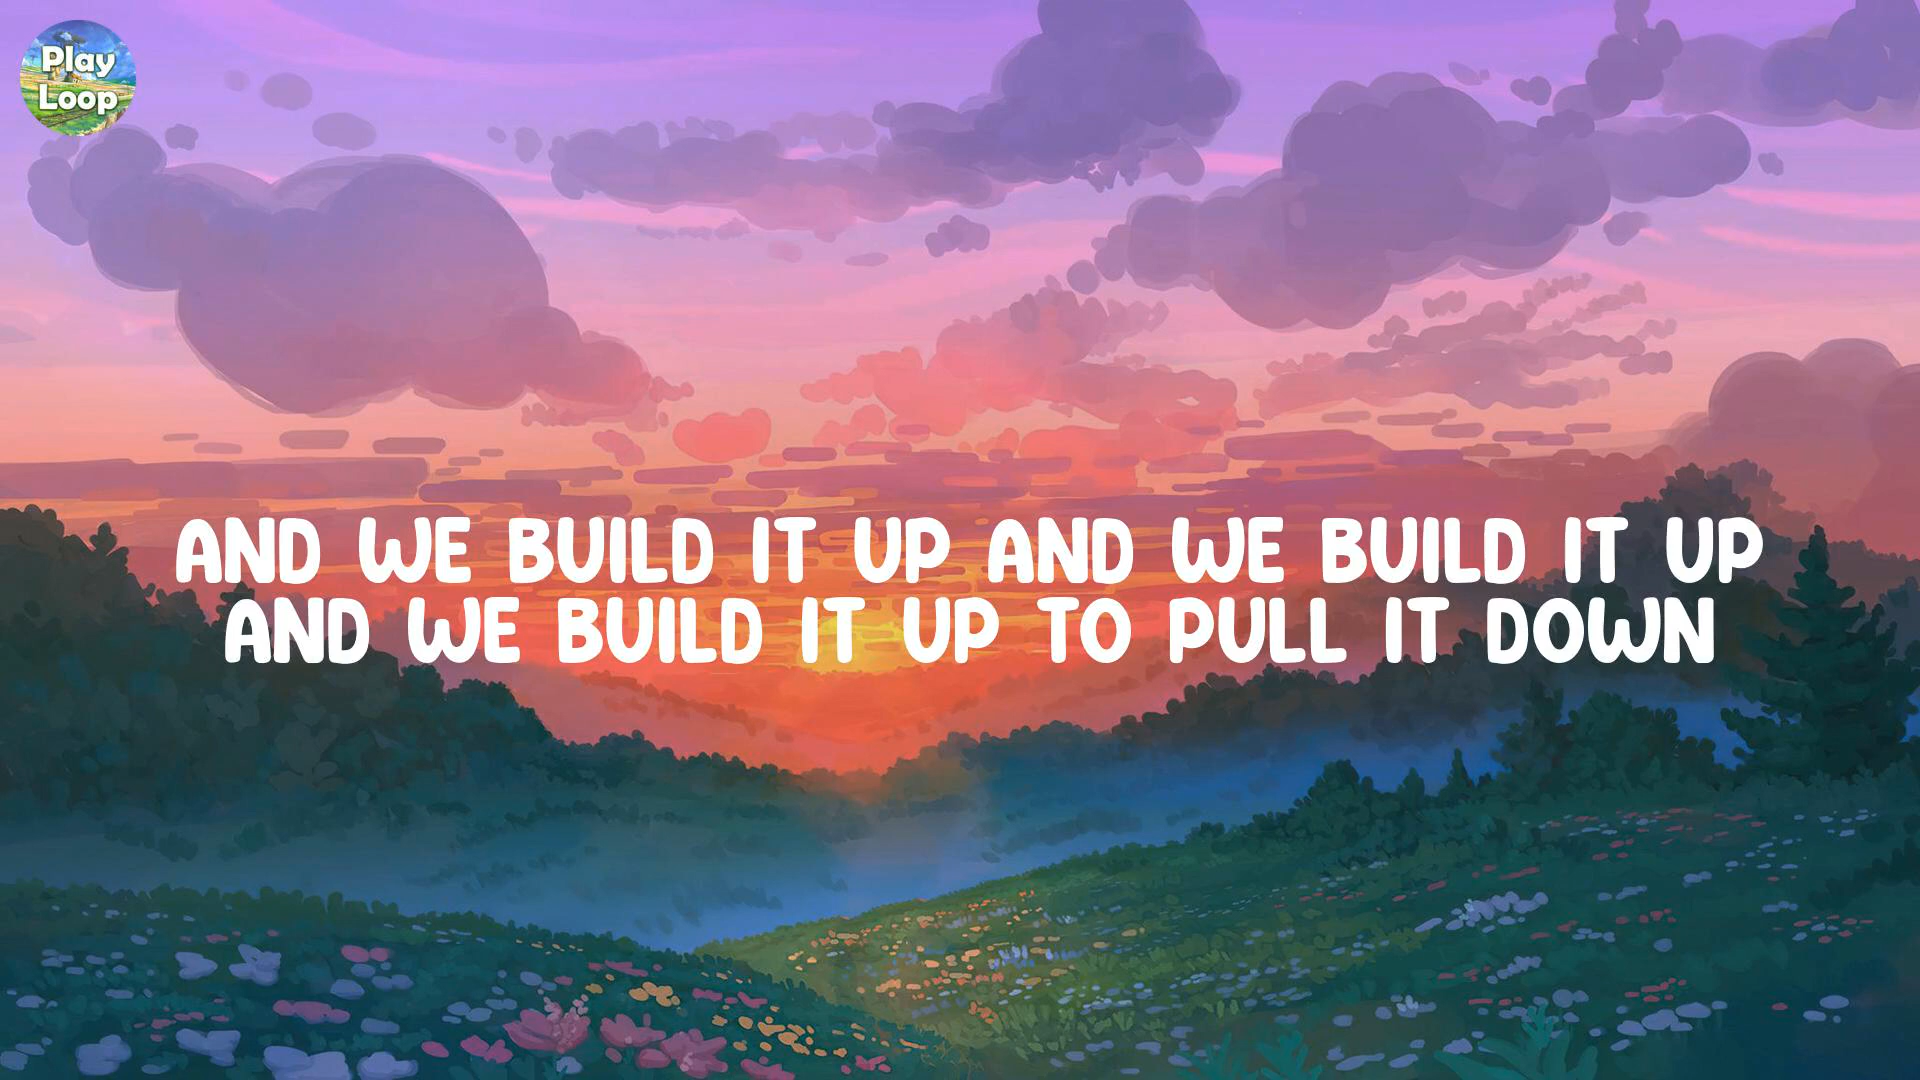 Play
Loop
AND WE BUILD IT UP AND WE BUILD IT UP
AND WE BUILD IT UP TO PULL IT DOWN